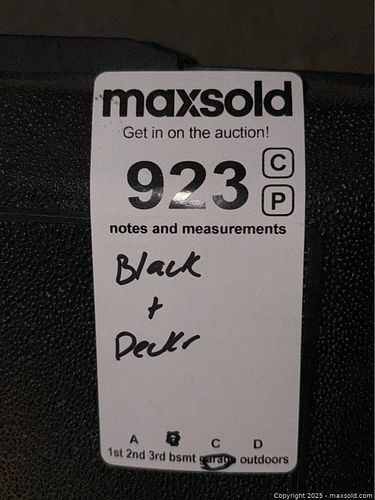 maxsold
Get in on the auction!
923 C
P
notes and measurements
Black
+
Deckr
A C D
1st 2nd 3rd bsmt garage outdoors
Copyright 2025 - maxsold.com